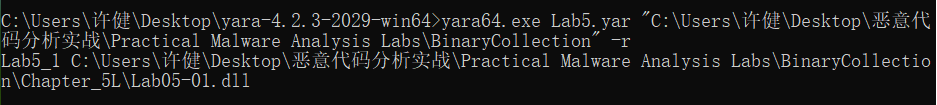 C:\Users\许健\Desktop\yara-4.2.3-2029-win64>yara64.exe Lab5.yar "C:\Users\许健\Desktop\恶意代
码分析实战\Practical Malware Analysis Labs\BinaryCollection" -r
Lab5_1 C:\Users\许健\Desktop\恶意代码分析实战\Practical Malware Analysis Labs\BinaryCollectio
n\Chapter_5L\Lab05-01.dll